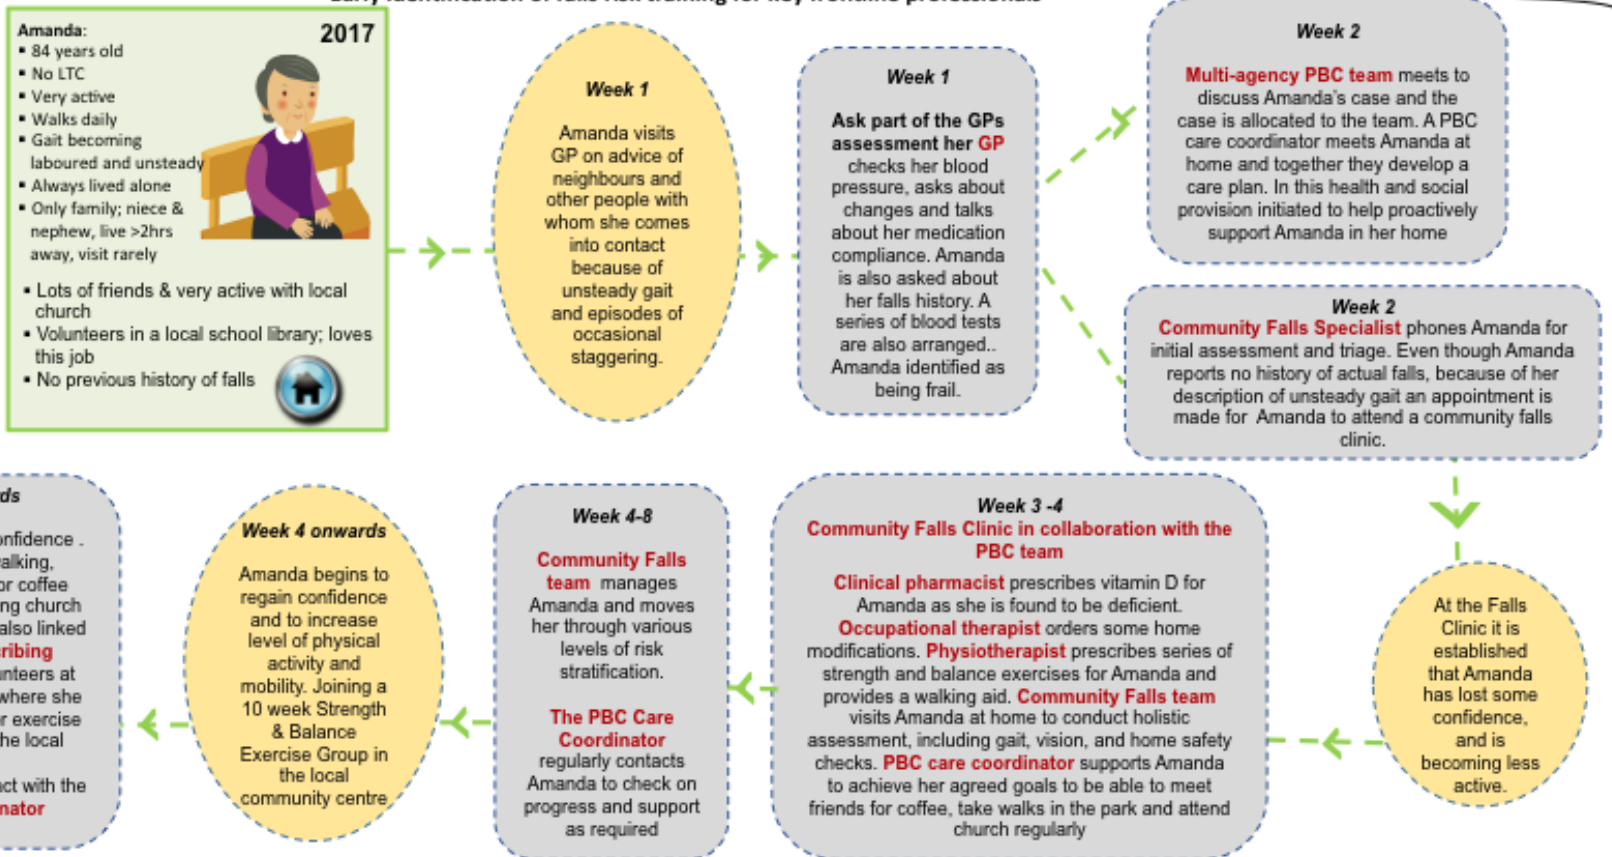 Early identification of falls risk training for key frontline professionals
Amanda:
2017
▪ 84 years old
▪ No LTC
▪ Very active
▪ Walks daily
▪ Gait becoming
laboured and unsteady
▪ Always lived alone
▪ Only family; niece &
nephew, live >2hrs
away, visit rarely
▪ Lots of friends & very active with local
church
▪ Volunteers in a local school library; loves
this job
▪ No previous history of falls
Week 1
Amanda visits
GP on advice of
neighbours and
other people with
whom she comes
into contact
because of
unsteady gait
and episodes of
occasional
staggering.
Week 1
Ask part of the GPs
assessment her GP
checks her blood
pressure, asks about
changes and talks
about her medication
compliance. Amanda
is also asked about
her falls history. A
series of blood tests
are also arranged..
Amanda identified as
being frail.
Week 2
Multi-agency PBC team meets to
discuss Amanda's case and the
case is allocated to the team. A PBC
care coordinator meets Amanda at
home and together they develop a
care plan. In this health and social
provision initiated to help proactively
support Amanda in her home
Week 2
Community Falls Specialist phones Amanda for
initial assessment and triage. Even though Amanda
reports no history of actual falls, because of her
description of unsteady gait an appointment is
made for Amanda to attend a community falls
clinic.
At the Falls
Clinic it is
established
that Amanda
has lost some
confidence,
and is
becoming less
active.
Week 3 -4
Community Falls Clinic in collaboration with the
PBC team
Clinical pharmacist prescribes vitamin D for
Amanda as she is found to be deficient.
Occupational therapist orders some home
modifications. Physiotherapist prescribes series of
strength and balance exercises for Amanda and
provides a walking aid. Community Falls team
visits Amanda at home to conduct holistic
assessment, including gait, vision, and home safety
checks. PBC care coordinator supports Amanda
to achieve her agreed goals to be able to meet
friends for coffee, take walks in the park and attend
church regularly
Week 4-8
Community Falls
team manages
Amanda and moves
her through various
levels of risk
stratification.
The PBC Care
Coordinator
regularly contacts
Amanda to check on
progress and support
as required
Week 4 onwards
Amanda begins to
regain confidence
and to increase
level of physical
activity and
mobility. Joining a
10 week Strength
& Balance
Exercise Group in
the local
community centre
rds
onfidence .
alking,
or coffee
ng church
also linked
cribing
unteers at
where she
r exercise
he local
act with the
nator